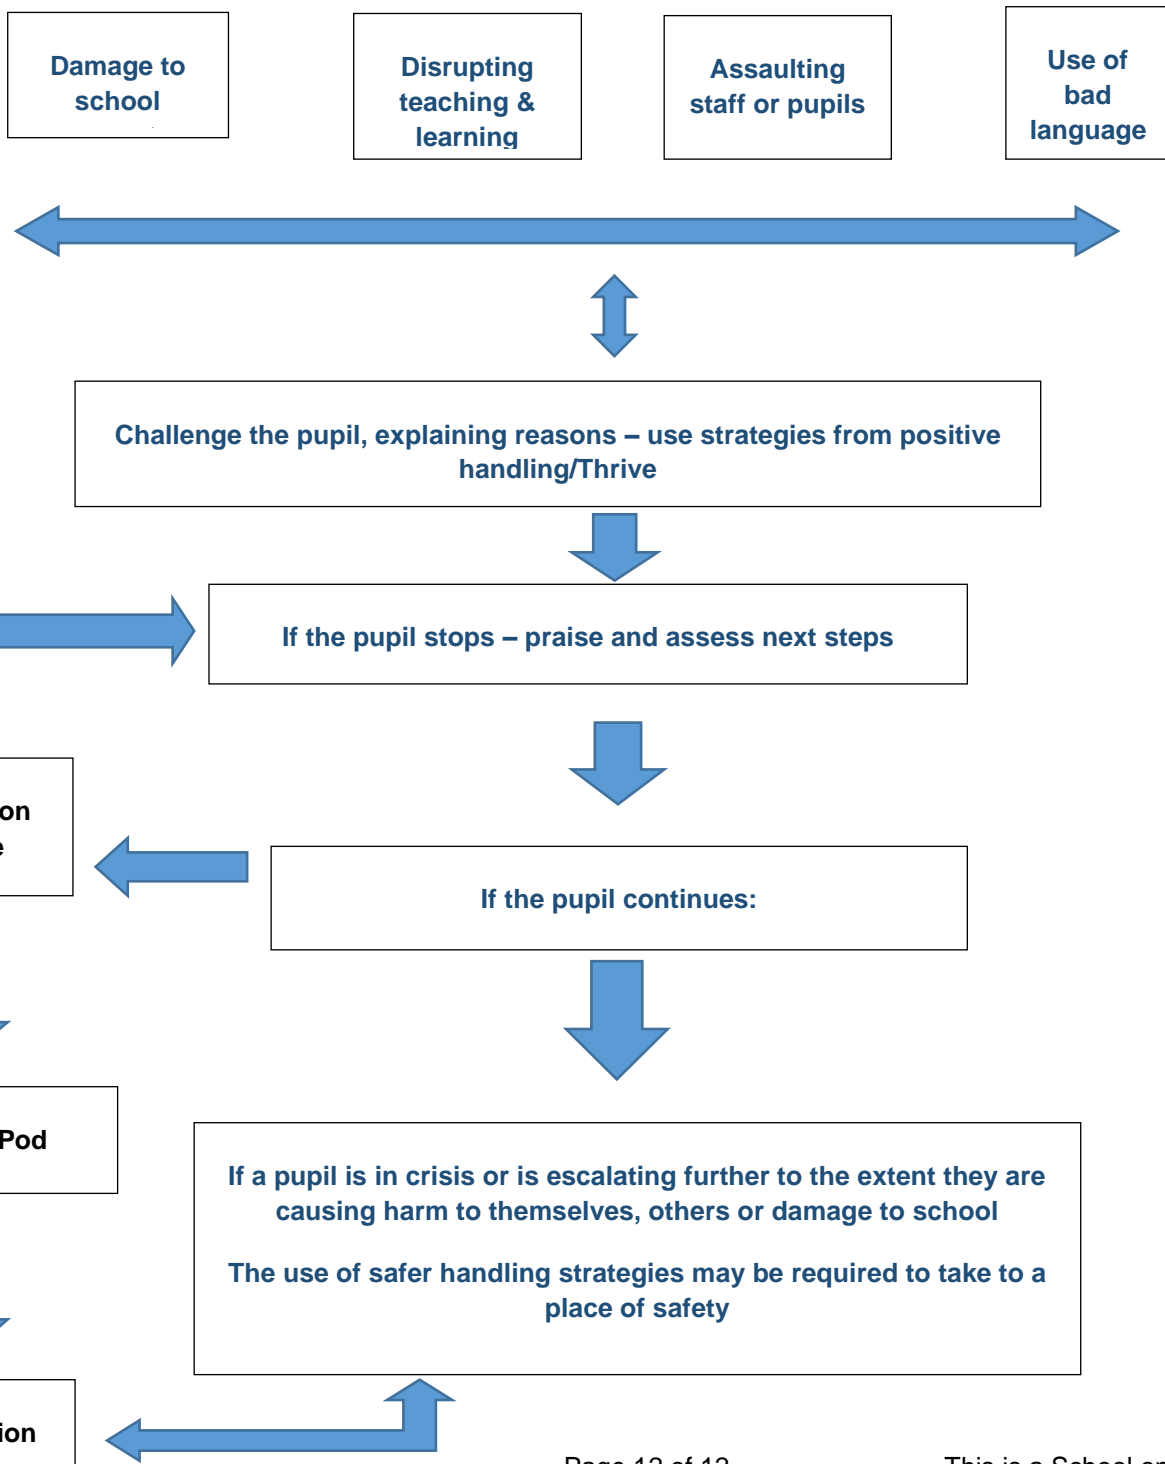 Damage to
school
Disrupting
teaching &
learning
Assaulting
staff or pupils
Use of
bad
language
Challenge the pupil, explaining reasons – use strategies from positive
handling/Thrive
If the pupil stops – praise and assess next steps
on
e
If the pupil continues:
Pod
If a pupil is in crisis or is escalating further to the extent they are
causing harm to themselves, others or damage to school
The use of safer handling strategies may be required to take to a
place of safety
ion
This is a School